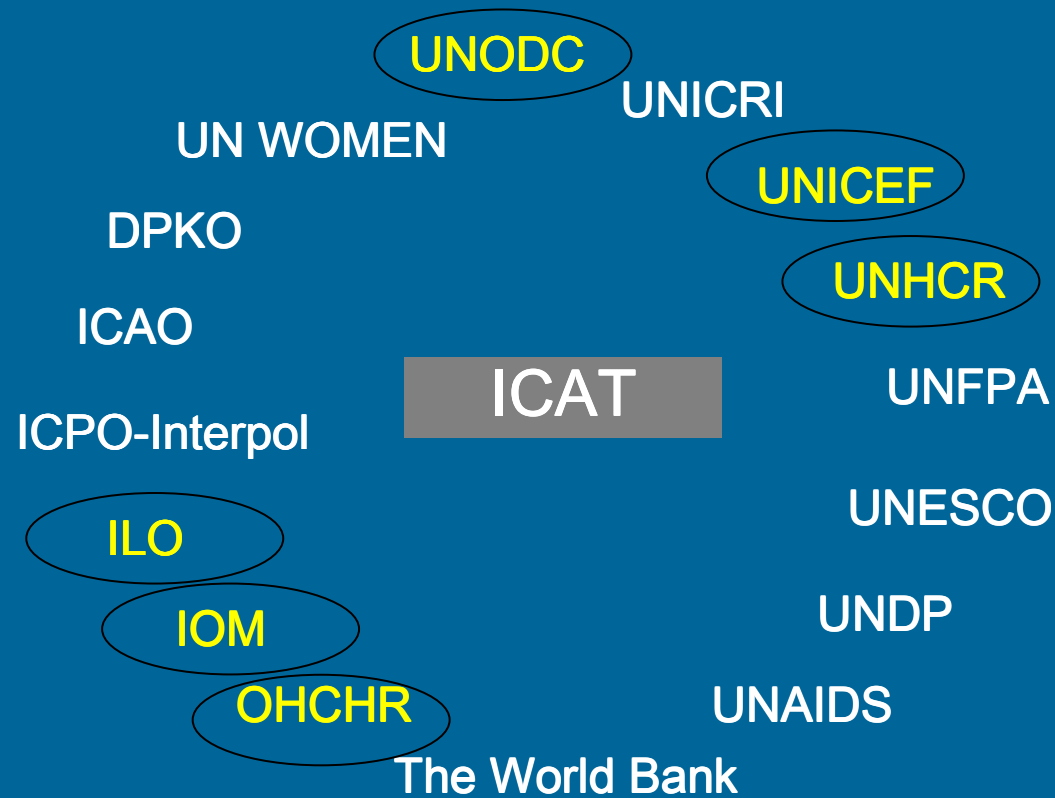 UNODC
UNICRI
UN WOMEN
UNICEF
DPKO
UNHCR
ICAO
ICAT
UNFPA
ICPO-Interpol
UNESCO
ILO
UNDP
IOM
OHCHR
UNAIDS
The World Bank